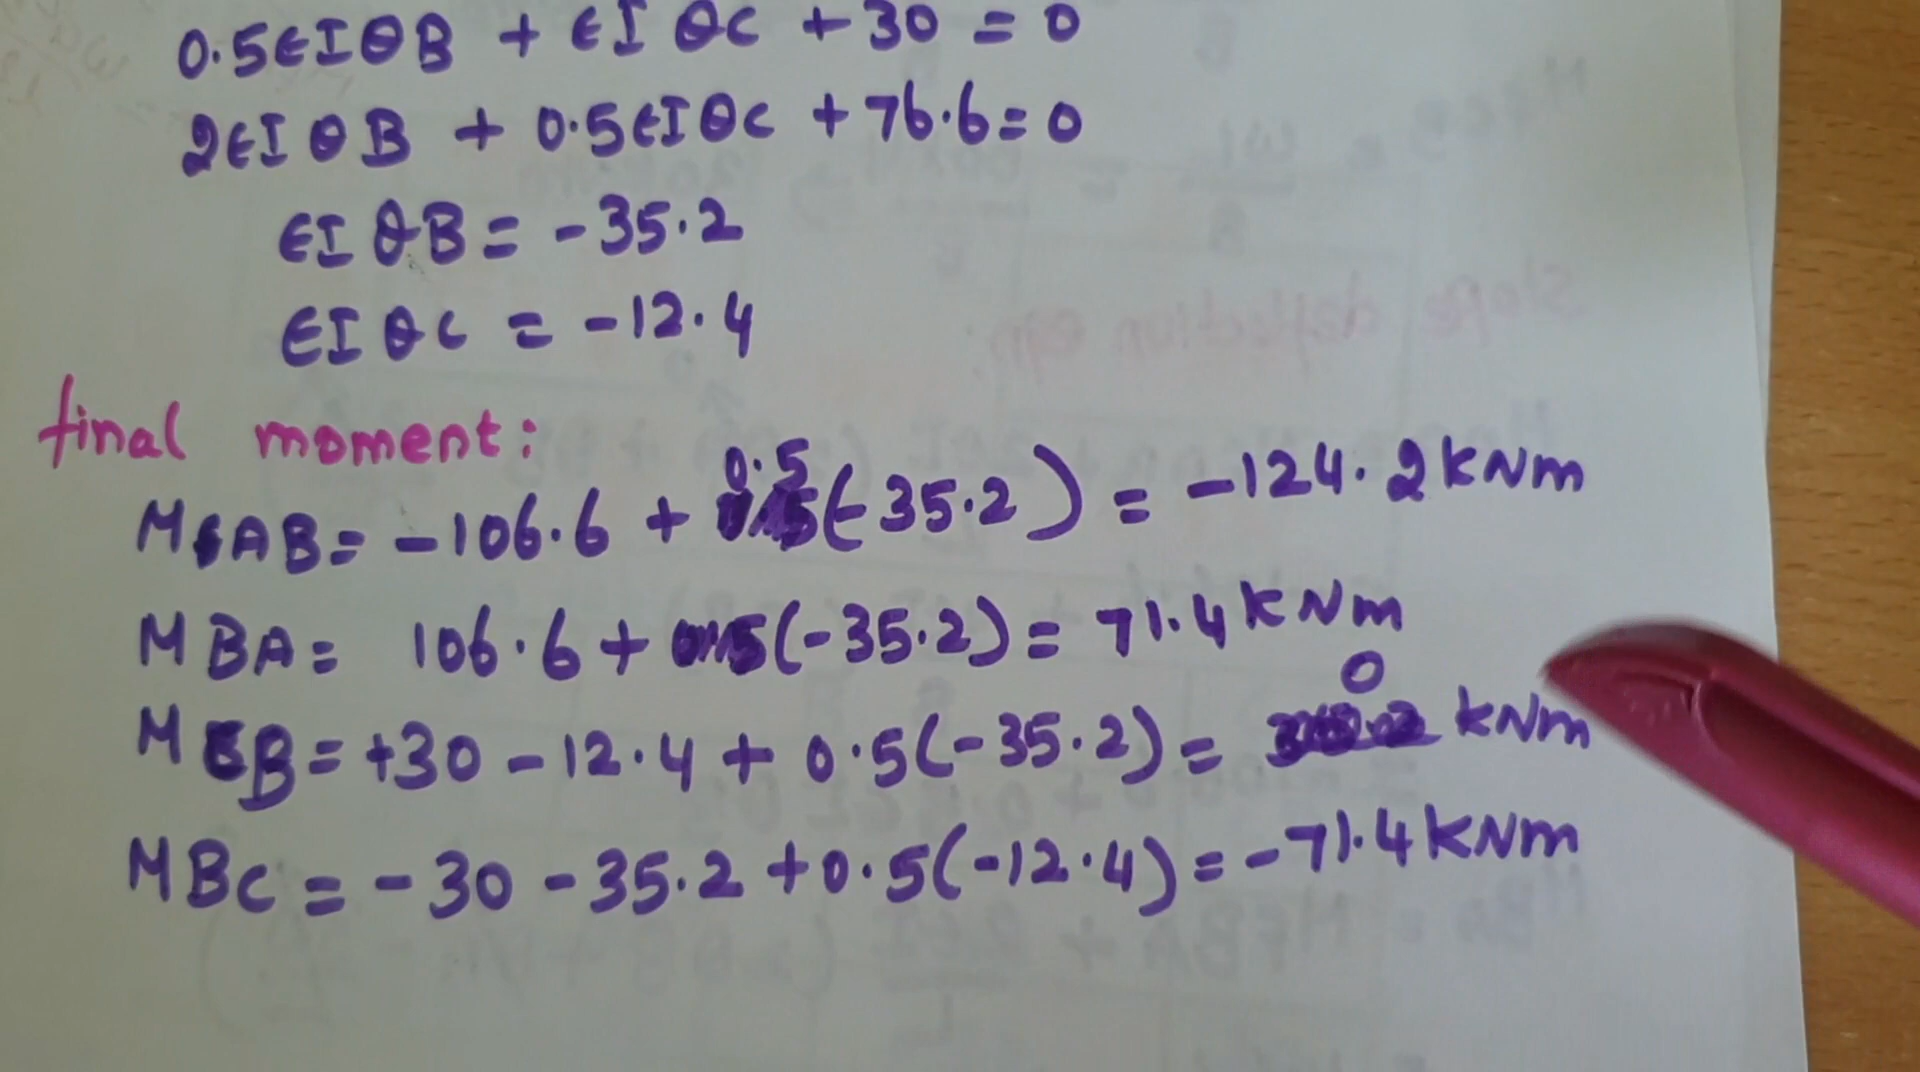 0.5EIθB + EIθC + 30 = 0
2EIθB + 0.5EIθC + 76.6 = 0
EIθB = -35.2
EIθC = -12.4
final moment:
MAB = -106.6 + 0.5(-35.2) = -124.2 kNm
MBA = 106.6 + (-35.2) = 71.4 kNm
MCB = +30 - 12.4 + 0.5(-35.2) = 0 kNm
MBC = -30 - 35.2 + 0.5(-12.4) = -71.4 kNm